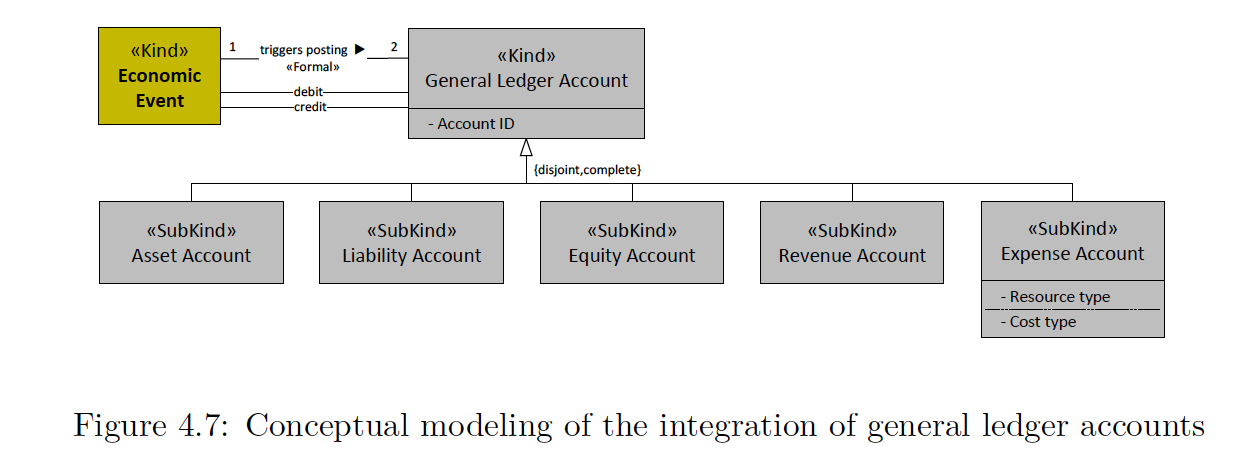 «Kind»
Economic
Event
1
triggers posting ▶
2
«Formal»
debit
credit
«Kind»
General Ledger Account
- Account ID
{disjoint,complete}
«SubKind»
Asset Account
«SubKind»
Liability Account
«SubKind»
Equity Account
«SubKind»
Revenue Account
«SubKind»
Expense Account
- Resource type
- Cost type
Figure 4.7: Conceptual modeling of the integration of general ledger accounts